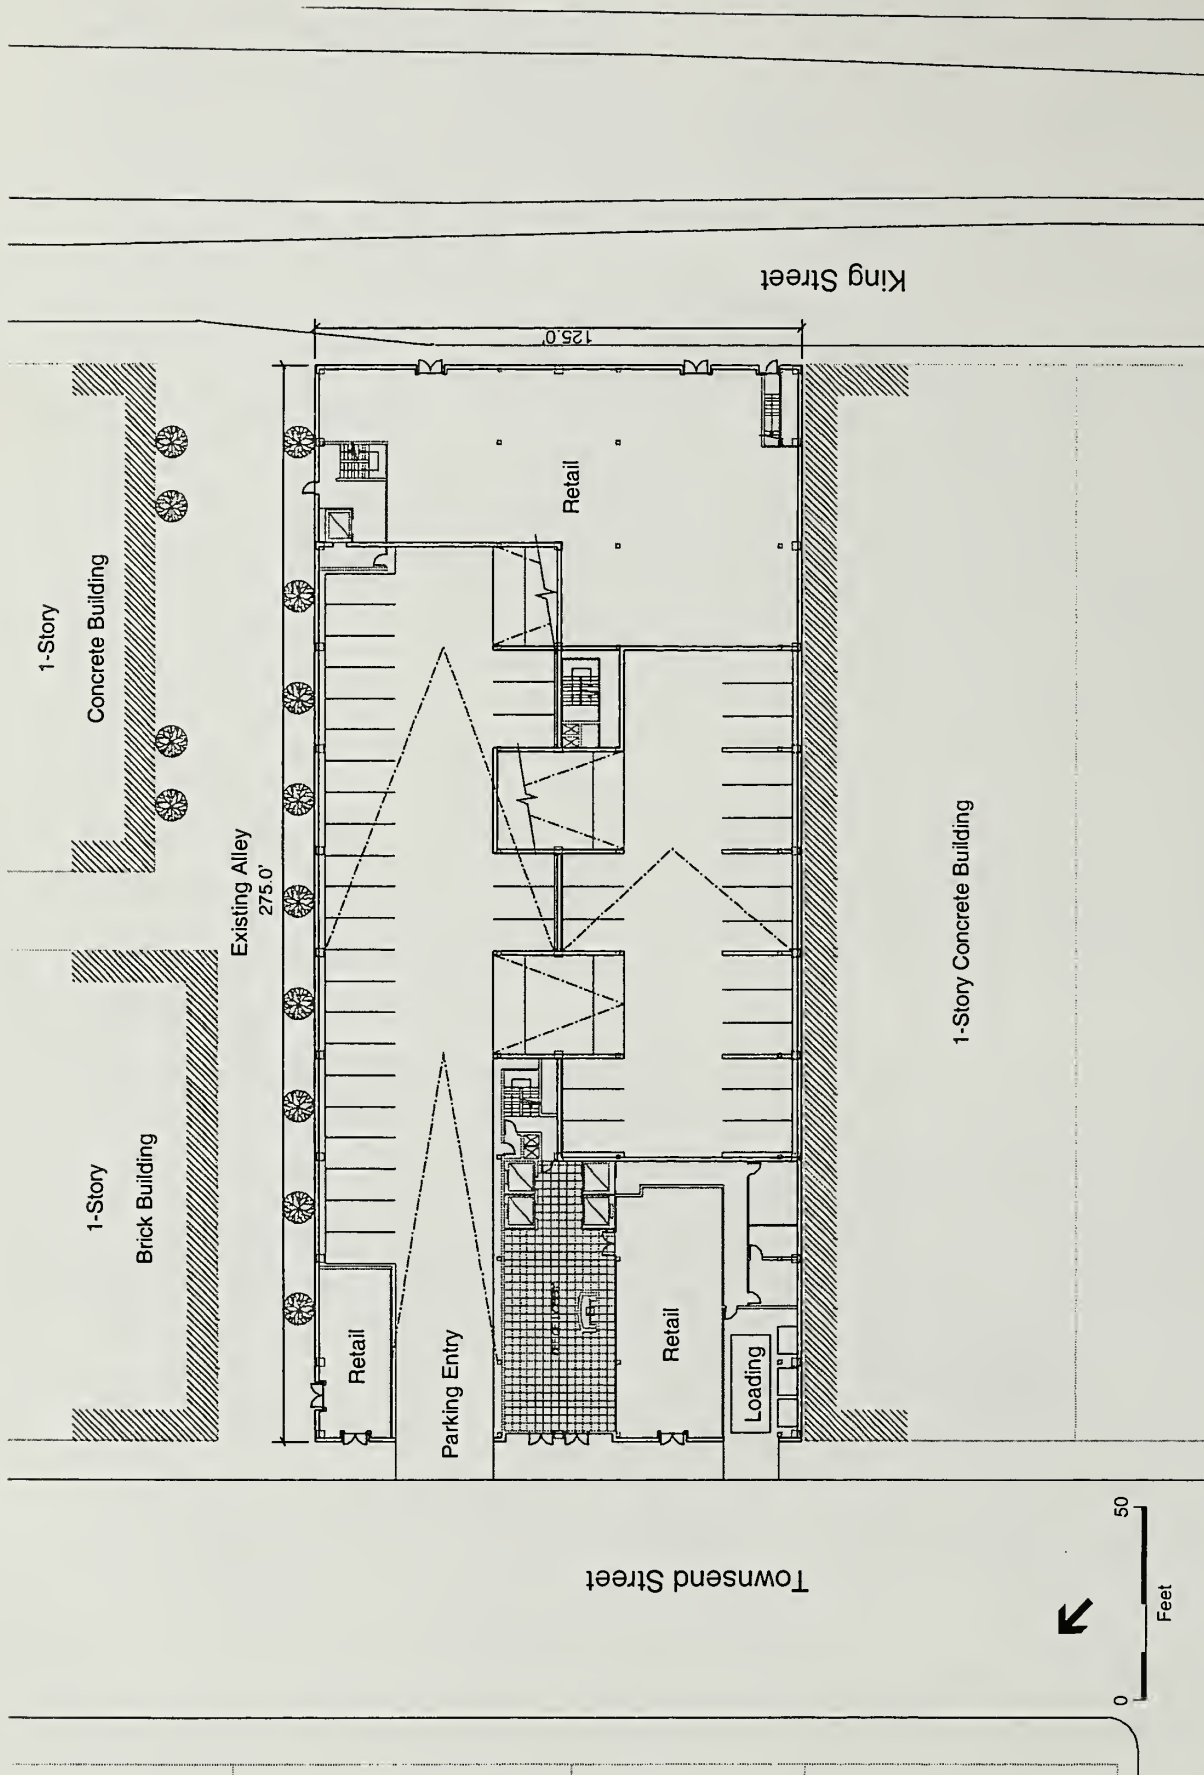 King Street
125.0'
1-Story
Concrete Building
Retail
Existing Alley
275.0'
1-Story Concrete Building
1-Story
Brick Building
Retail
Parking Entry
Retail
Loading
Townsend Street
0
50
Feet